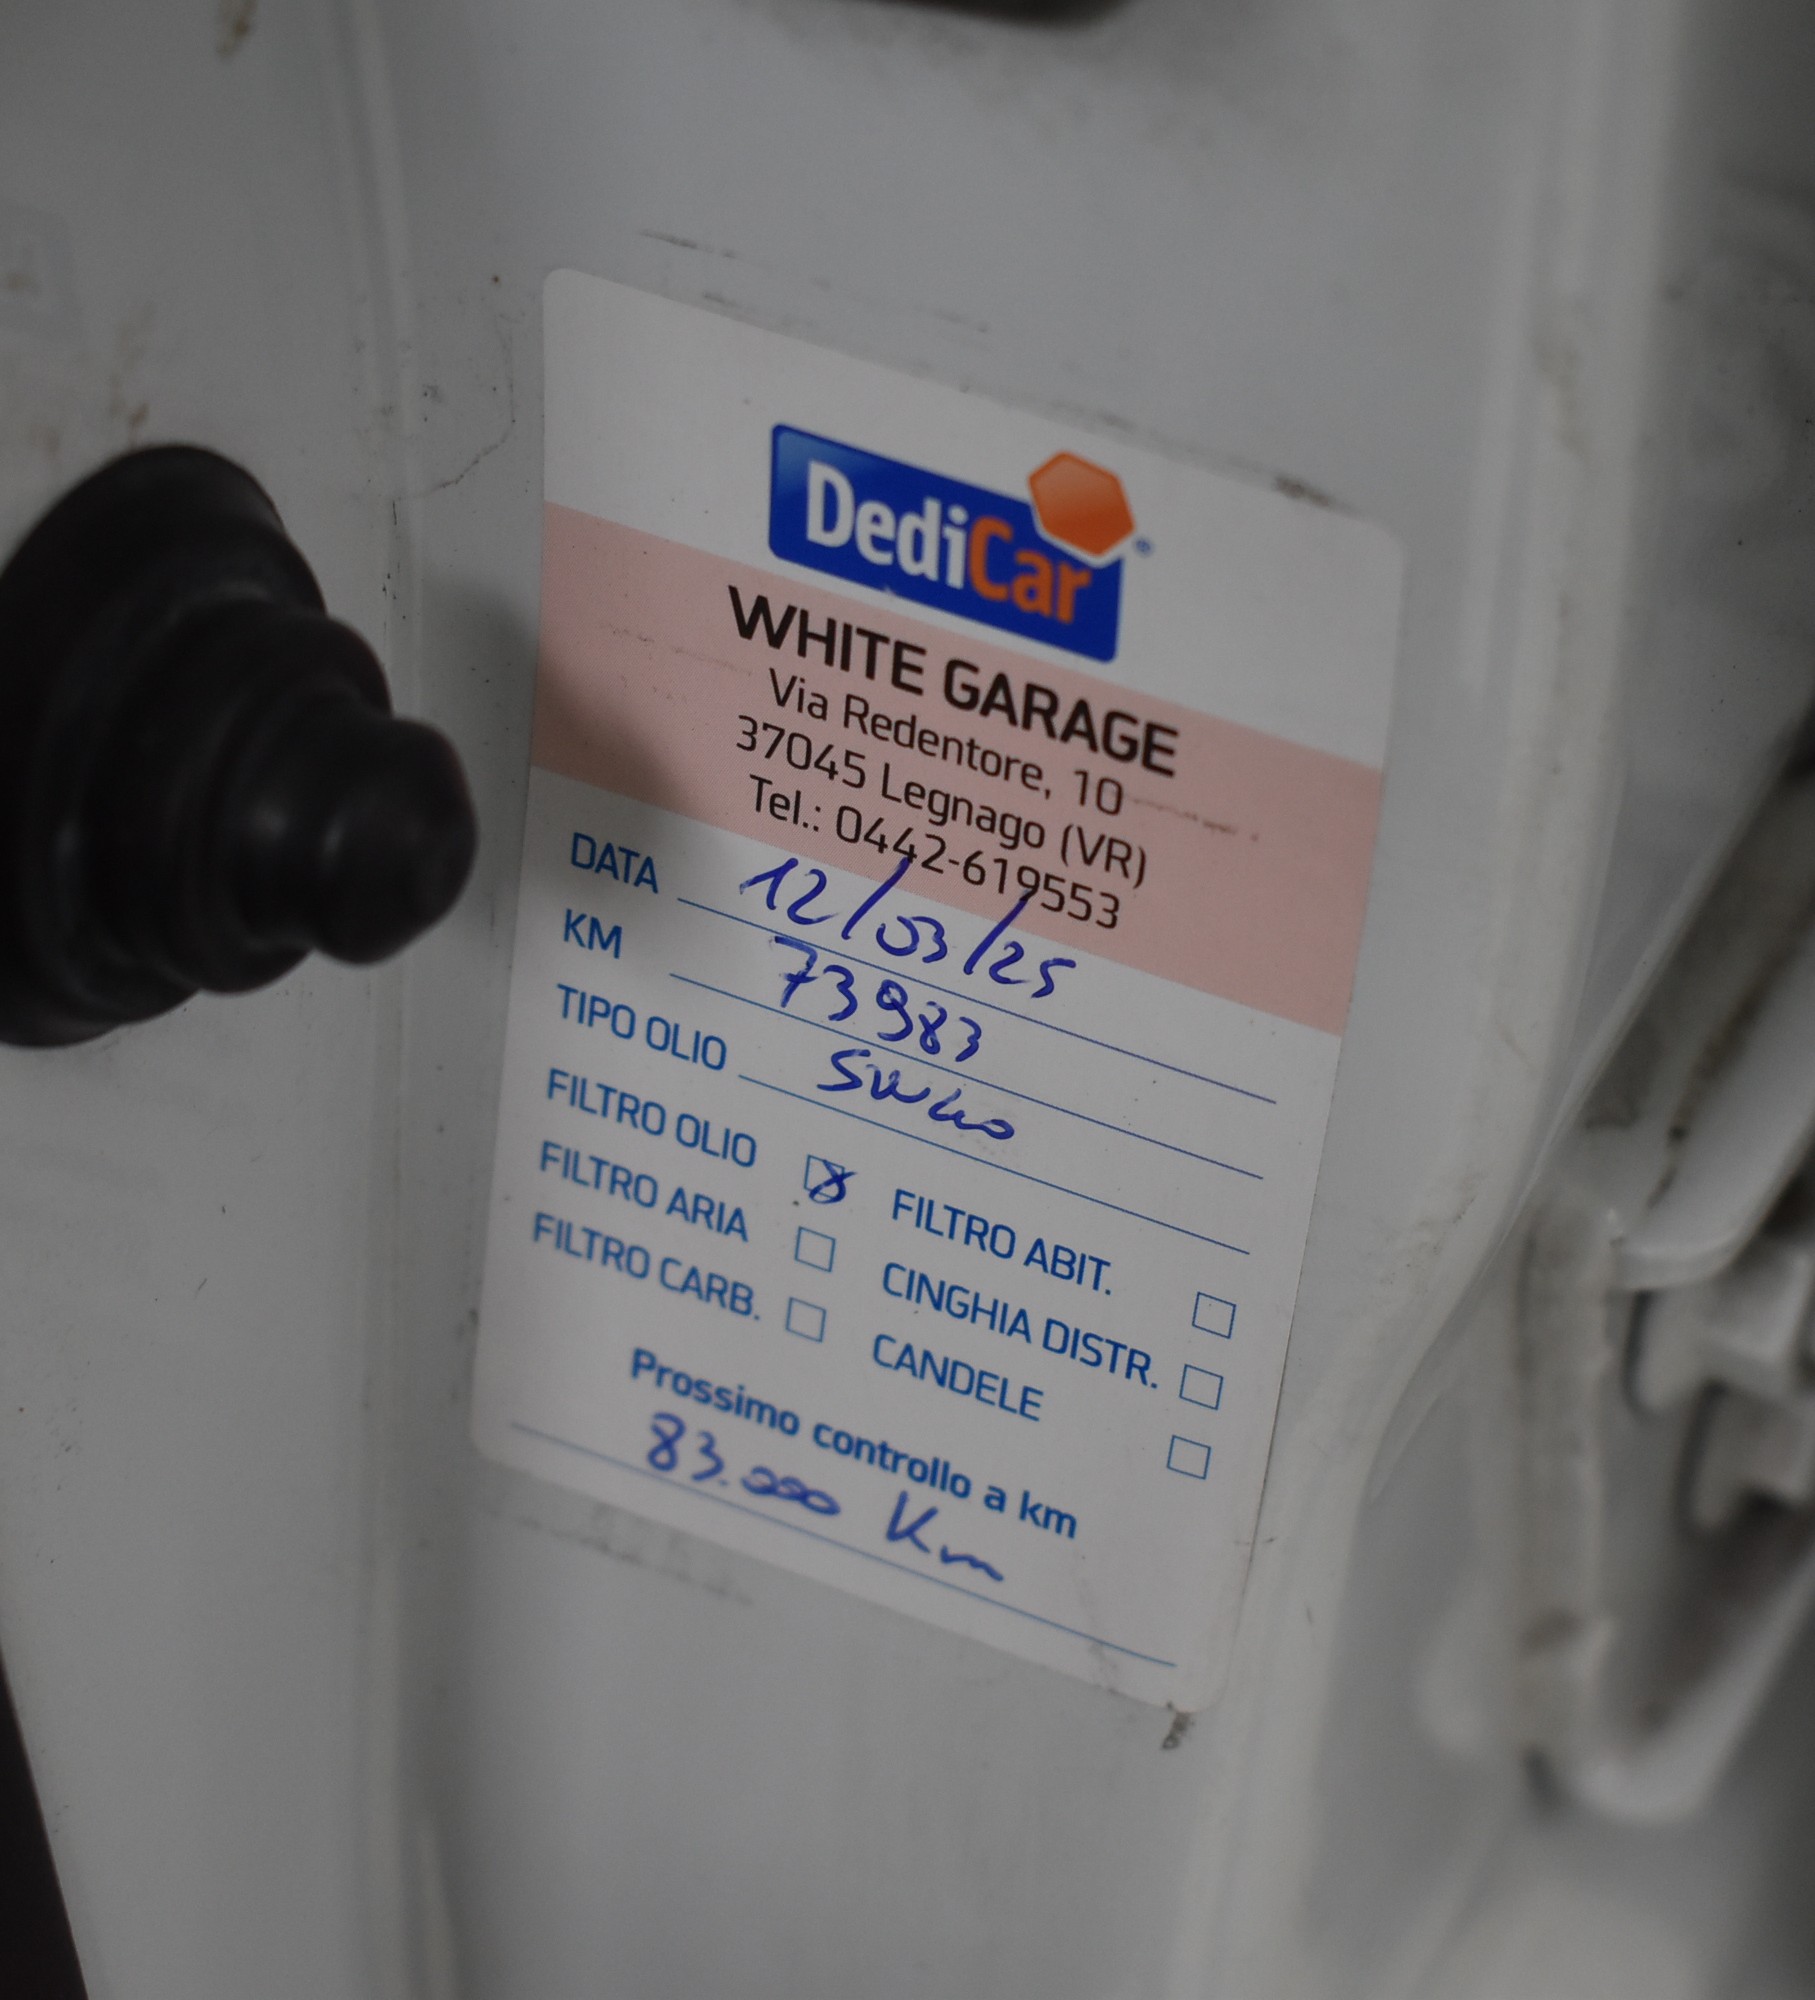 DediCar®
WHITE GARAGE
Via Redentore, 10
37045 Legnago (VR)
Tel.: 0442-619553
DATA 12/03/25
KM 73983
TIPO OLIO 5W40
FILTRO OLIO FILTRO ABIT.
FILTRO ARIA CINGHIA DISTR.
FILTRO CARB. CANDELE
Prossimo controllo a km
83.000 Km